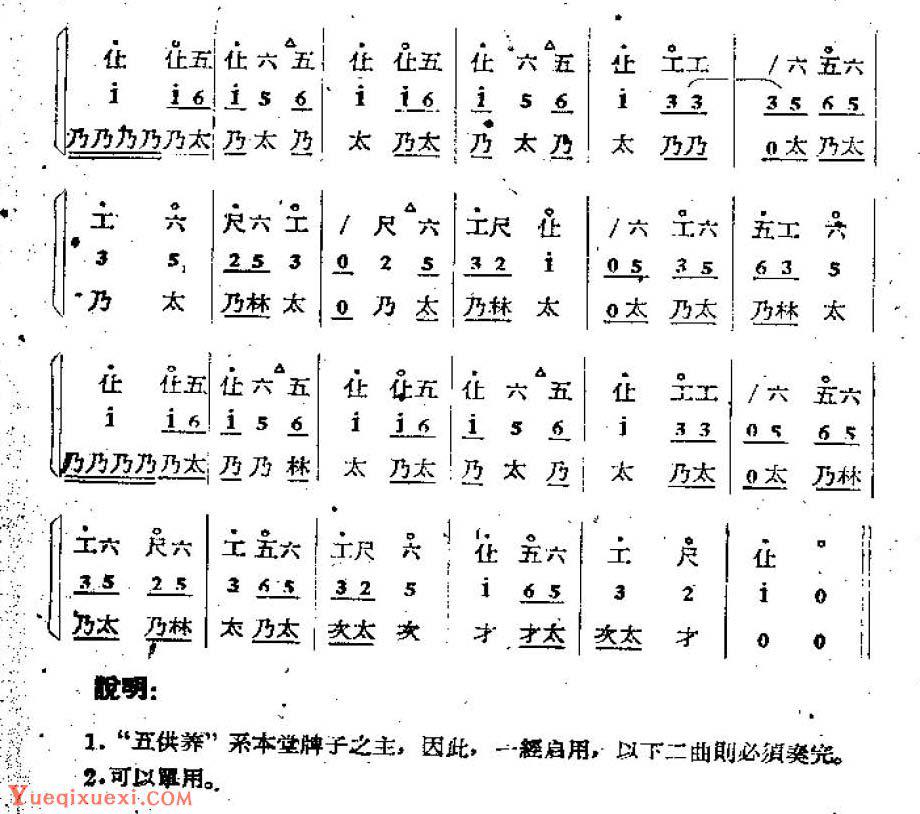 仩 仩五 仩 六 五 仩 仩五 仩 六 五 仩 工工 /六 五六
i i6 i 5 6 i i6 i 5 6 i 33 35 65
乃乃乃乃 乃太 乃 太 乃 太 乃太 乃 太 乃 太 乃乃 0太 乃太
工 六 尺六 工 / 尺 六 工尺 仩 /六 工六 五工 六
3 5 25 3 0 2 5 32 i 05 35 63 5
乃 太 乃林 太 0 乃 太 乃林 太 0太 乃太 乃林 太
仩 仩五 仩 六 五 仩 仩五 仩 六 五 仩 工工 /六 五六
i i6 i 5 6 i i6 i 5 6 i 33 05 65
乃乃乃乃 乃太 乃 乃 林 太 乃太 乃 太 乃 太 乃太 0太 乃林
工六 尺六 工 五六 工尺 六 仩 五六 工 尺 仩
35 25 3 65 32 5 i 65 3 2 i 0
乃太 乃林 太 乃太 次太 次 才 才太 次太 才 0 0
說明:
1.“五供养”系本堂牌子之主,因此,一經启用,以下二曲則必須奏完。
2.可以單用。
Yueqixuexi.com